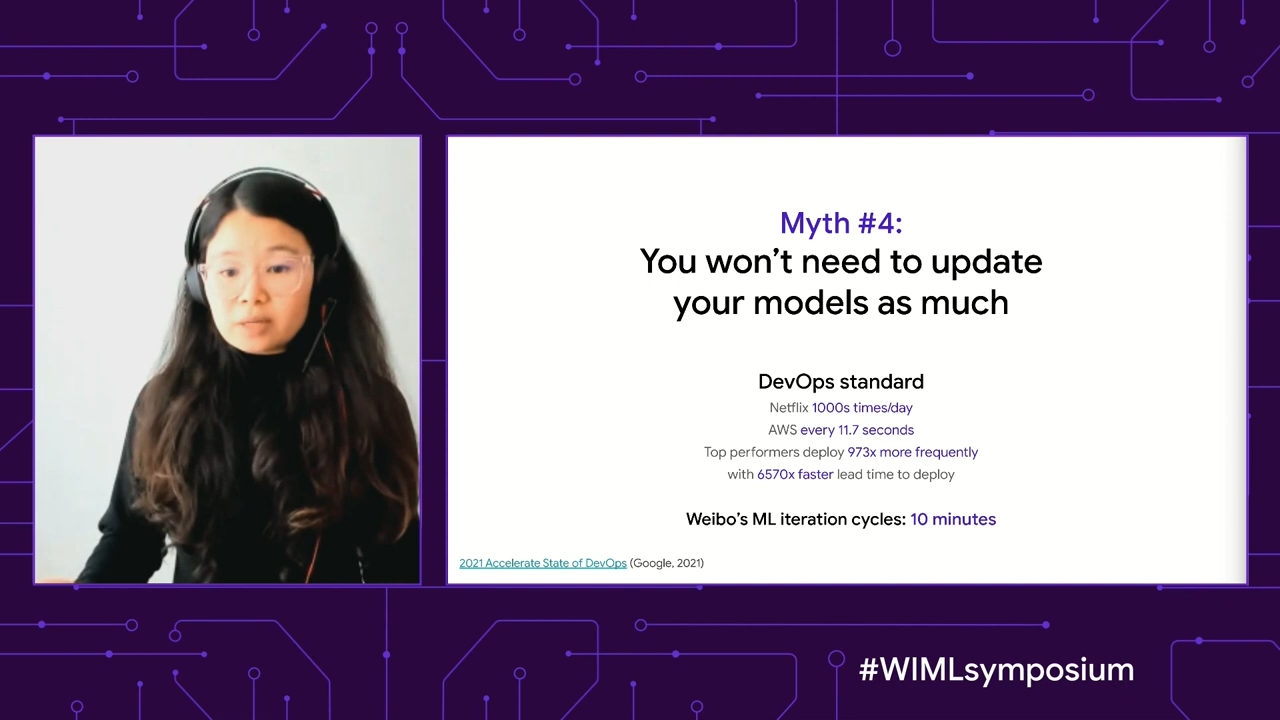 Myth #4:
You won’t need to update
your models as much
DevOps standard
Netflix 1000s times/day
AWS every 11.7 seconds
Top performers deploy 973x more frequently
with 6570x faster lead time to deploy
Weibo’s ML iteration cycles: 10 minutes
2021 Accelerate State of DevOps (Google, 2021)
#WIMLsymposium